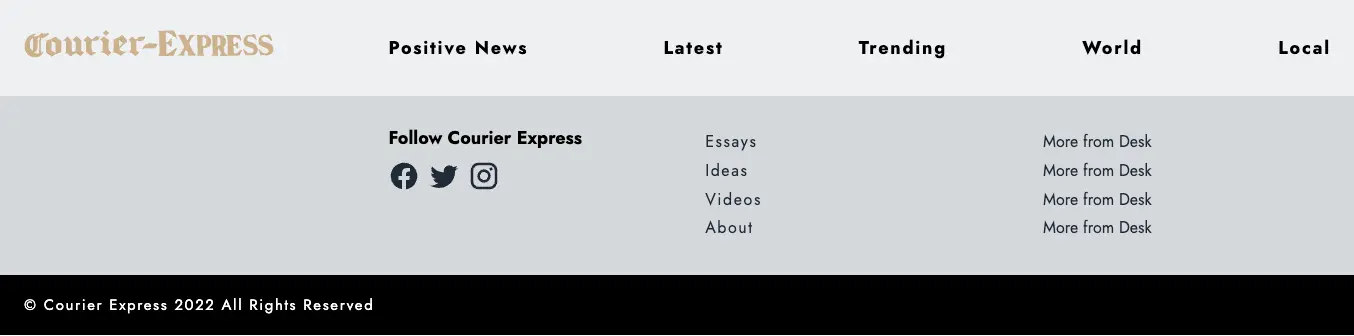 Courier-Express
Positive News
Latest
Trending
World
Local
Follow Courier Express
Essays
Ideas
Videos
About
More from Desk
More from Desk
More from Desk
More from Desk
© Courier Express 2022 All Rights Reserved